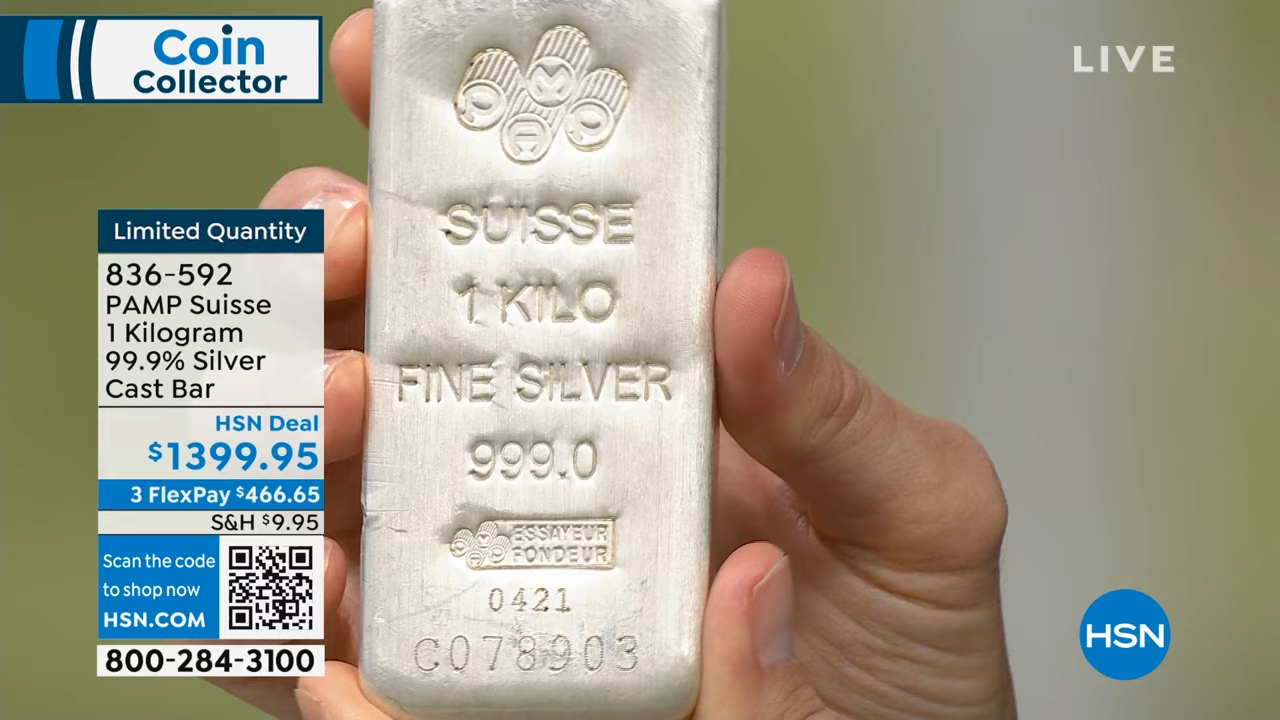 Coin
Collector
LIVE
Limited Quantity
836-592
PAMP Suisse
1 Kilogram
99.9% Silver
Cast Bar
HSN Deal
$1399.95
3 FlexPay $466.65
S&H $9.95
Scan the code
to shop now
HSN.COM
800-284-3100
P A M P
SUISSE
1 KILO
FINE SILVER
999.0
PAMP
ESSAYEUR
FONDEUR
0421
C078903
HSN